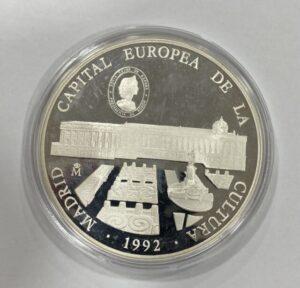 MADRID CAPITAL EUROPEA DE LA CULTURA
M
· 1992 ·